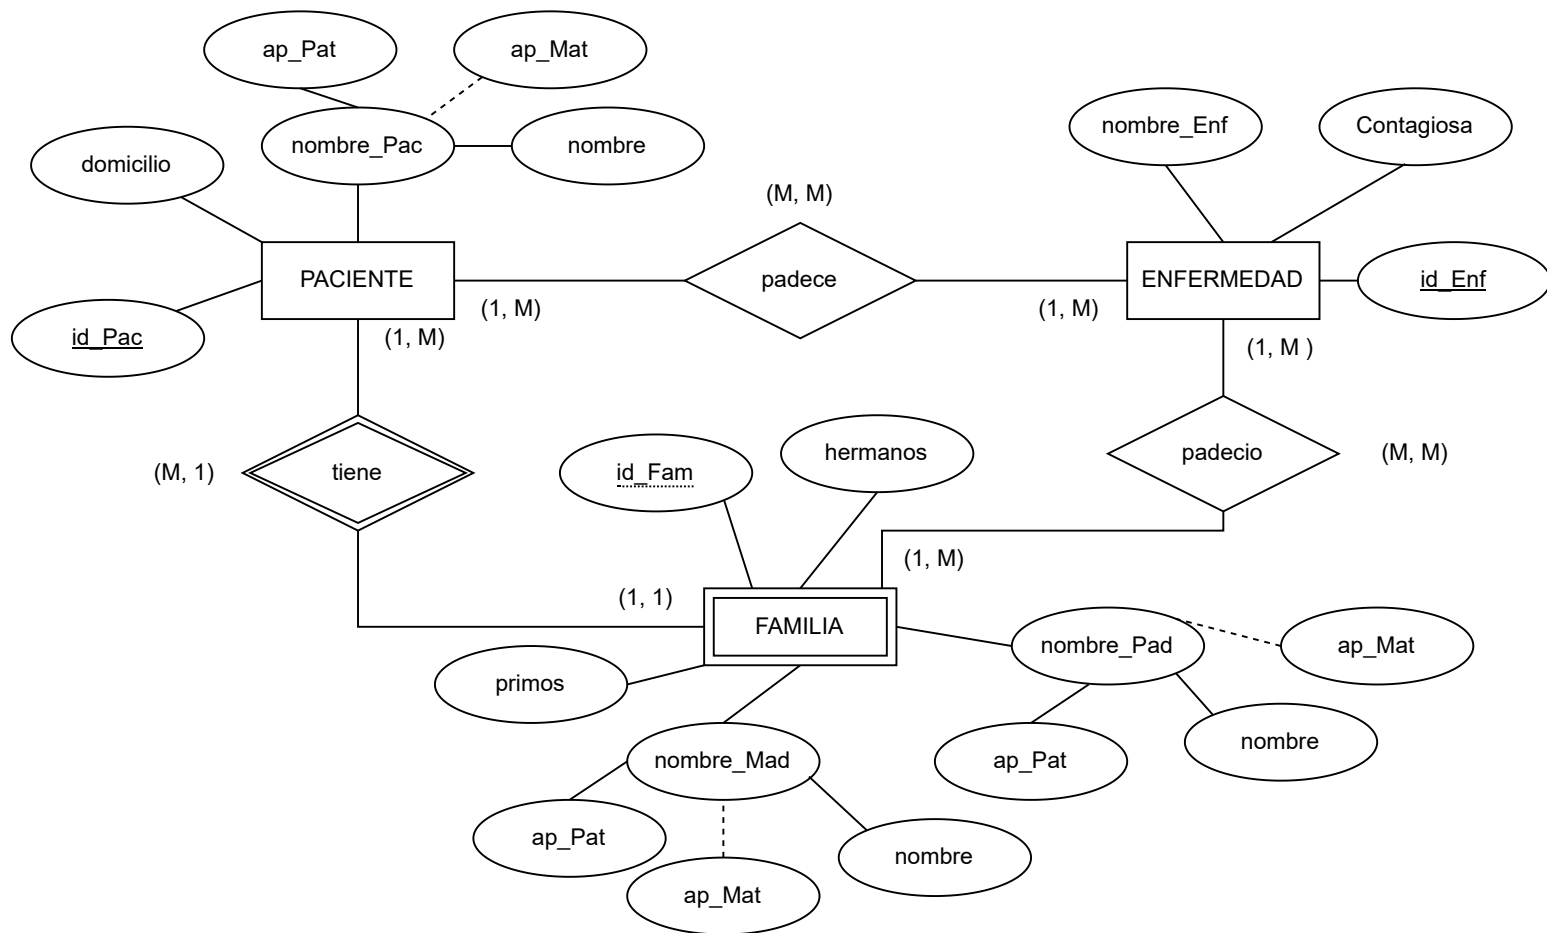 ap_Pat
ap_Mat
nombre_Pac
nombre
domicilio
nombre_Enf
Contagiosa
(M, M)
PACIENTE
padece
ENFERMEDAD
id_Enf
(1, M)
(1, M)
(1, M)
(1, M )
id_Pac
(M, 1)
tiene
id_Fam
hermanos
padecio
(M, M)
(1, M)
(1, 1)
FAMILIA
nombre_Pad
ap_Mat
primos
ap_Pat
nombre
nombre_Mad
ap_Pat
ap_Mat
nombre